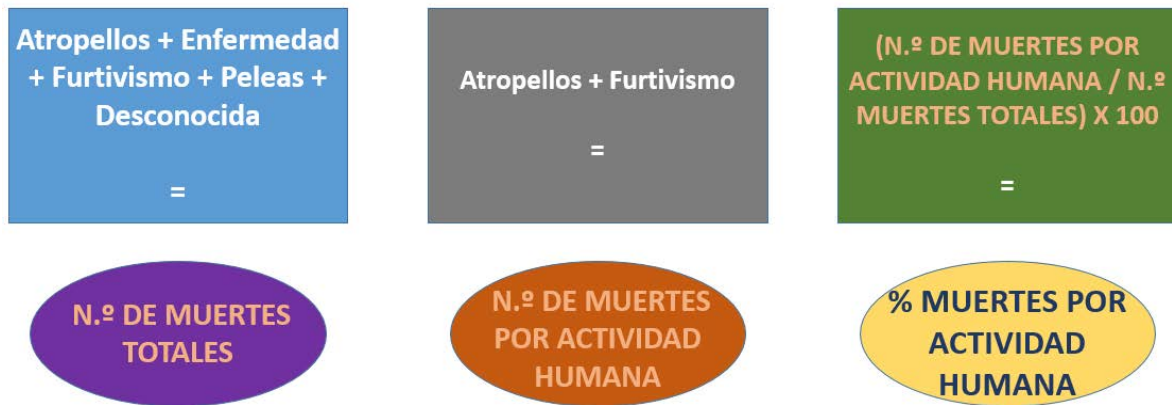 Atropellos + Enfermedad
+ Furtivismo + Peleas +
Desconocida
=
Atropellos + Furtivismo
=
(N.º DE MUERTES POR
ACTIVIDAD HUMANA / N.º
MUERTES TOTALES) X 100
=
N.º DE MUERTES
TOTALES
N.º DE MUERTES
POR ACTIVIDAD
HUMANA
% MUERTES POR
ACTIVIDAD
HUMANA